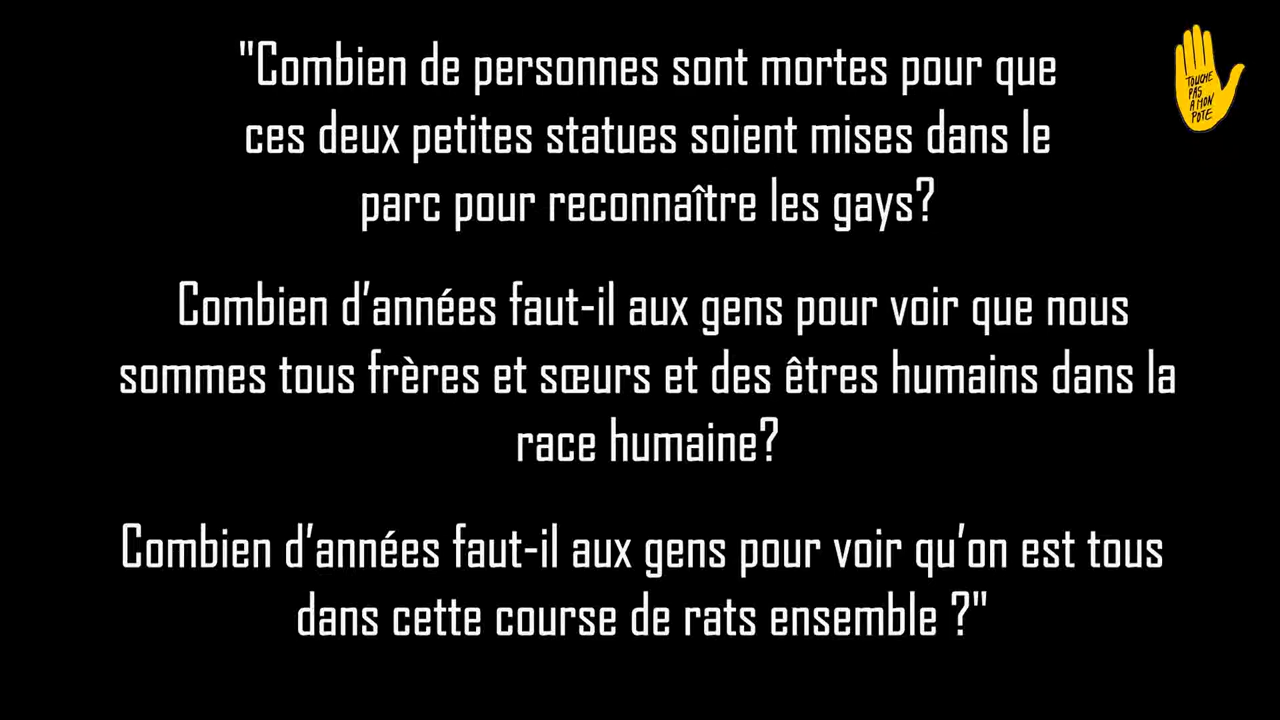 "Combien de personnes sont mortes pour que
ces deux petites statues soient mises dans le
parc pour reconnaître les gays?
Combien d’années faut-il aux gens pour voir que nous
sommes tous frères et sœurs et des êtres humains dans la
race humaine?
Combien d’années faut-il aux gens pour voir qu’on est tous
dans cette course de rats ensemble ?"
TOUCHE
PAS
A MON
POTE